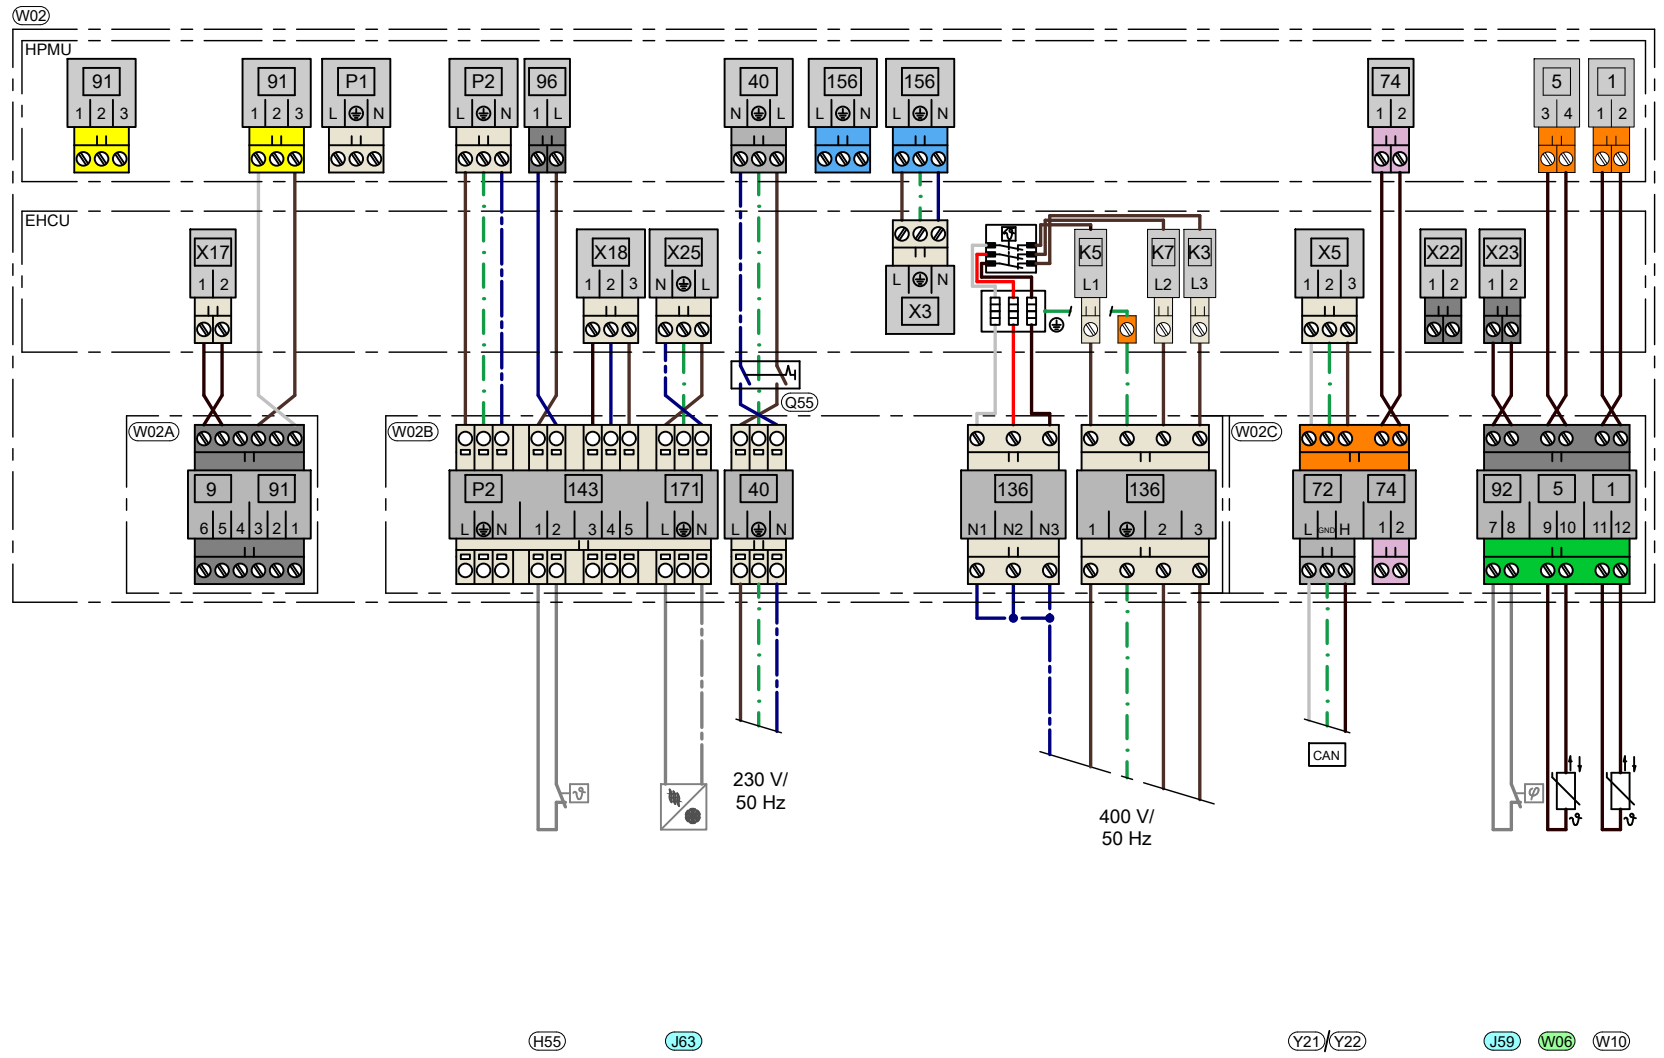 W02
HPMU
91 91 P1 P2 96 40 156 156 74 5 1
1 2 3 1 2 3 L N L N 1 L N L L N L N 1 2 3 4 1 2
EHCU
X17 X18 X25 K5 K7 K3 X5 X22 X23
1 2 1 2 3 N L L1 L2 L3 1 2 3 1 2 1 2
L N
X3
Q55
W02A W02B W02C
9 91 P2 143 171 40 136 136 72 74 92 5 1
6 5 4 3 2 1 L N 1 2 3 4 5 L N L N N1 N2 N3 1 2 3 L GND H 1 2 7 8 9 10 11 12
CAN
ϑ φ ϑ ϑ
230 V/
50 Hz
400 V/
50 Hz
H55 J63 Y21/Y22 J59 W06 W10